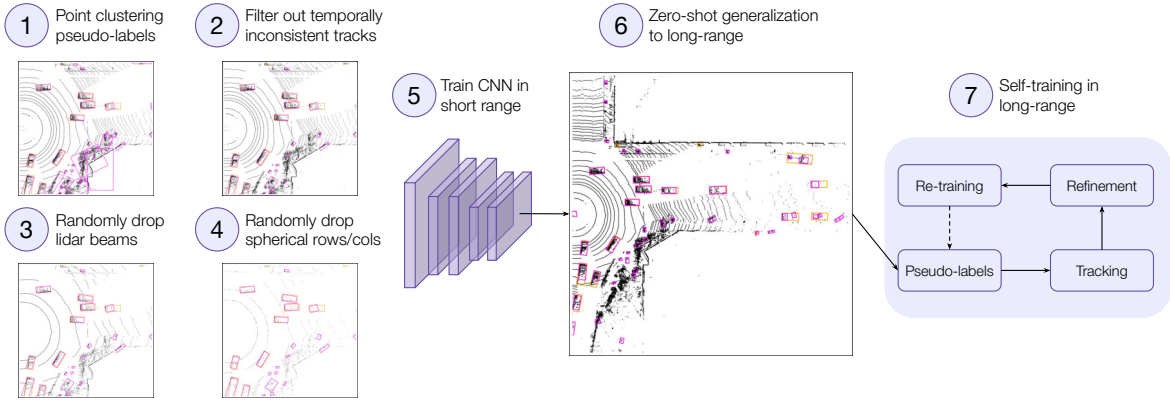 1
Point clustering
pseudo-labels
2
Filter out temporally
inconsistent tracks
3
Randomly drop
lidar beams
4
Randomly drop
spherical rows/cols
5
Train CNN in
short range
6
Zero-shot generalization
to long-range
7
Self-training in
long-range
Re-training
Refinement
Pseudo-labels
Tracking